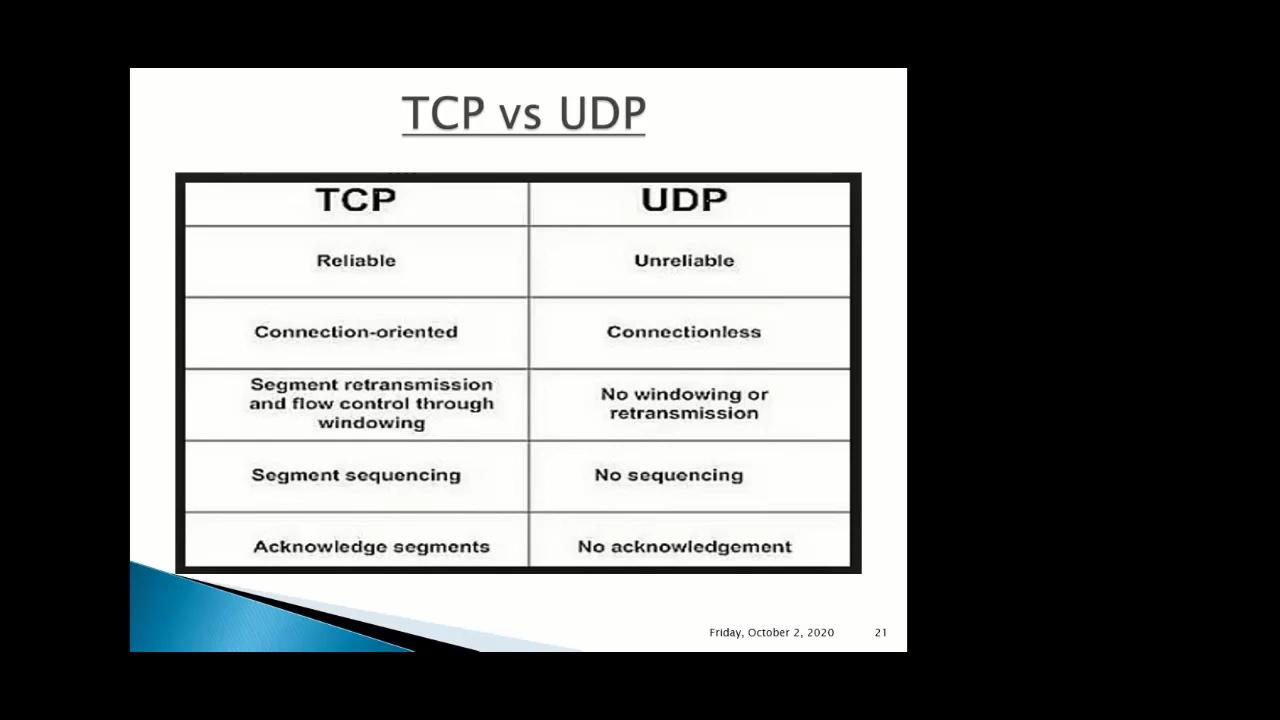 TCP vs UDP
TCP UDP
Reliable Unreliable
Connection-oriented Connectionless
Segment retransmission
and flow control through
windowing
No windowing or
retransmission
Segment sequencing No sequencing
Acknowledge segments No acknowledgement
Friday, October 2, 2020 21